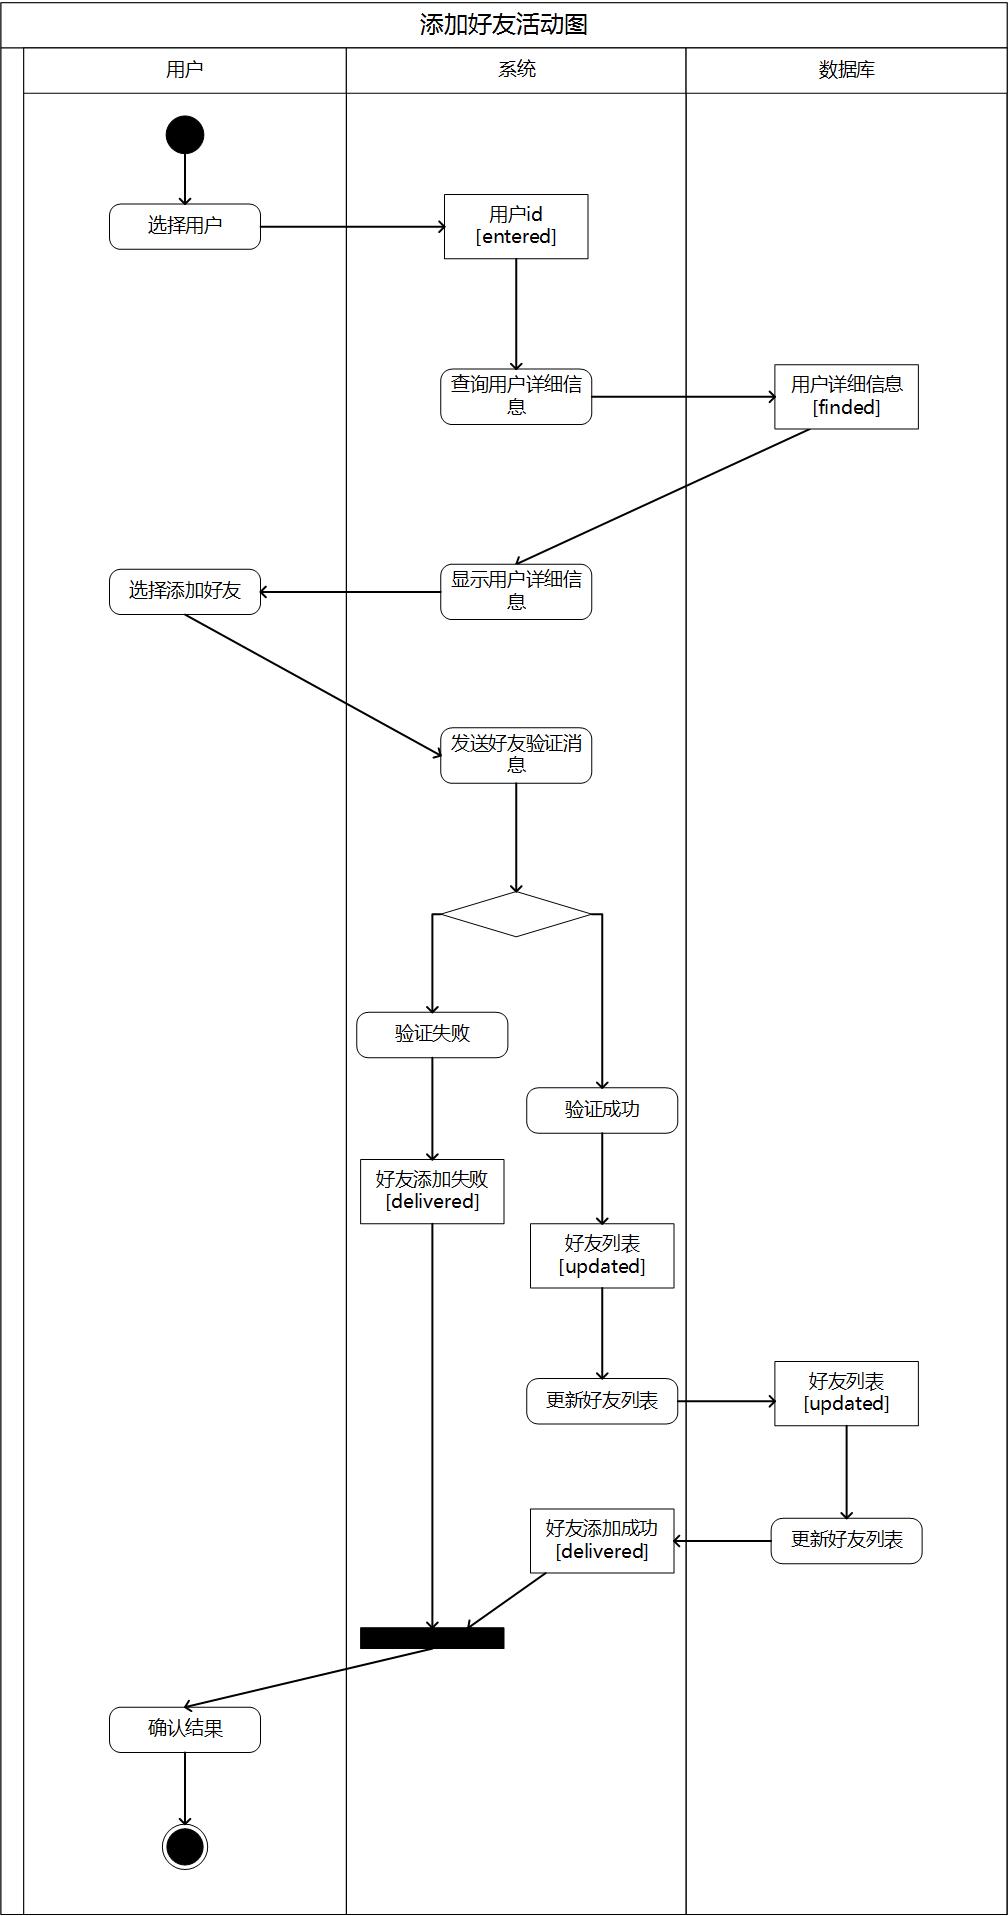 添加好友活动图
用户
系统
数据库
选择用户
用户id
[entered]
查询用户详细信
息
用户详细信息
[finded]
选择添加好友
显示用户详细信
息
发送好友验证消
息
验证失败
验证成功
好友添加失败
[delivered]
好友列表
[updated]
更新好友列表
好友列表
[updated]
好友添加成功
[delivered]
更新好友列表
确认结果